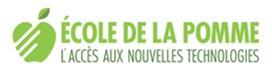 ÉCOLE DE LA POMME
L'ACCÈS AUX NOUVELLES TECHNOLOGIES